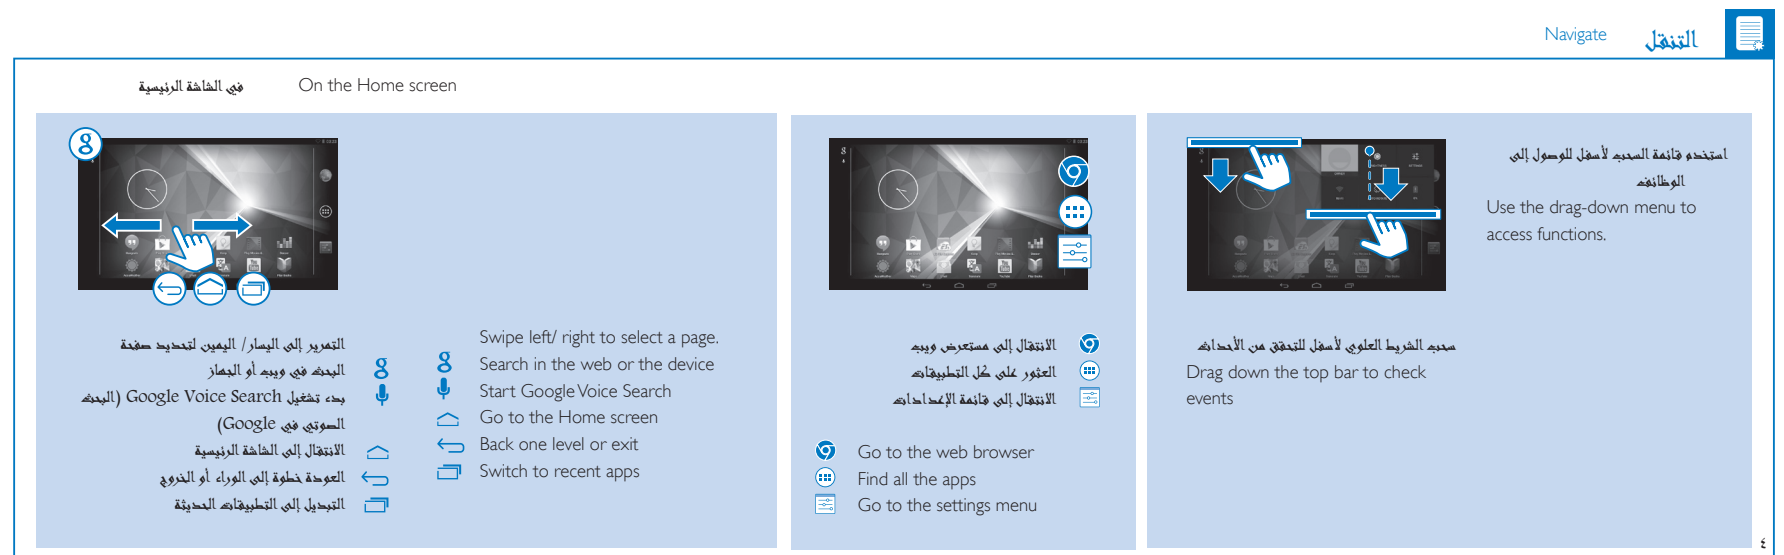 Navigate
التنقل
في الشاشة الرئيسية
On the Home screen
التمرير إلى اليسار/ اليمين لتحديد صفحة
البحث في ويب أو الجهاز
بدء تشغيل Google Voice Search (البحث
الصوتي في Google)
الانتقال إلى الشاشة الرئيسية
العودة خطوة إلى الوراء أو الخروج
التبديل إلى التطبيقات الحديثة
Swipe left/ right to select a page.
Search in the web or the device
Start Google Voice Search
Go to the Home screen
Back one level or exit
Switch to recent apps
الانتقال إلى مستعرض ويب
العثور على كل التطبيقات
الانتقال إلى قائمة الإعدادات
Go to the web browser
Find all the apps
Go to the settings menu
استخدم قائمة السحب لأسفل للوصول إلى
الوظائف
Use the drag-down menu to
access functions.
سحب الشريط العلوي لأسفل للتحقق من الأحداث
Drag down the top bar to check
events
٤